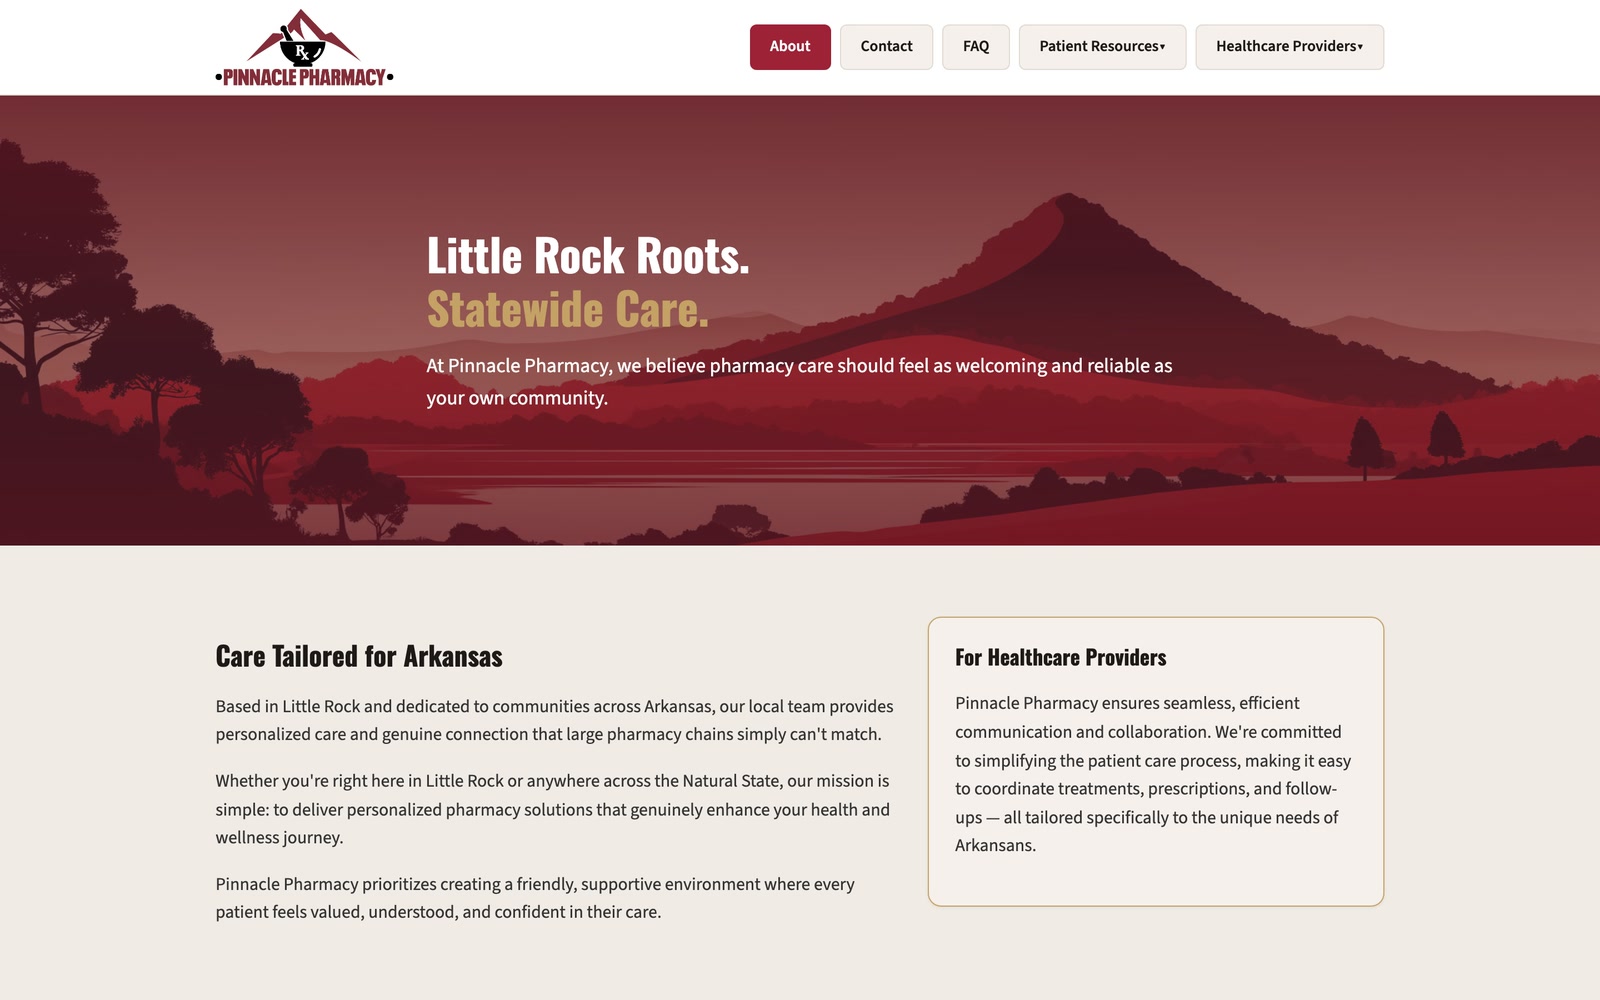 Rx
•PINNACLE PHARMACY•
About
Contact
FAQ
Patient Resources▾
Healthcare Providers▾
Little Rock Roots.
Statewide Care.
At Pinnacle Pharmacy, we believe pharmacy care should feel as welcoming and reliable as
your own community.
Care Tailored for Arkansas
Based in Little Rock and dedicated to communities across Arkansas, our local team provides
personalized care and genuine connection that large pharmacy chains simply can't match.
Whether you're right here in Little Rock or anywhere across the Natural State, our mission is
simple: to deliver personalized pharmacy solutions that genuinely enhance your health and
wellness journey.
Pinnacle Pharmacy prioritizes creating a friendly, supportive environment where every
patient feels valued, understood, and confident in their care.
For Healthcare Providers
Pinnacle Pharmacy ensures seamless, efficient
communication and collaboration. We're committed
to simplifying the patient care process, making it easy
to coordinate treatments, prescriptions, and follow-
ups — all tailored specifically to the unique needs of
Arkansans.